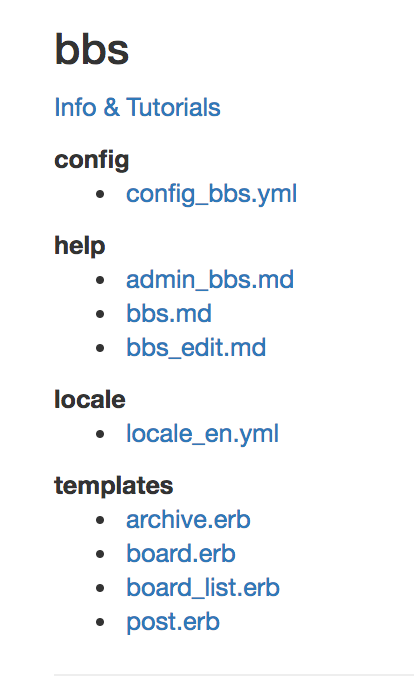 bbs
Info & Tutorials
config
• config_bbs.yml
help
• admin_bbs.md
• bbs.md
• bbs_edit.md
locale
• locale_en.yml
templates
• archive.erb
• board.erb
• board_list.erb
• post.erb